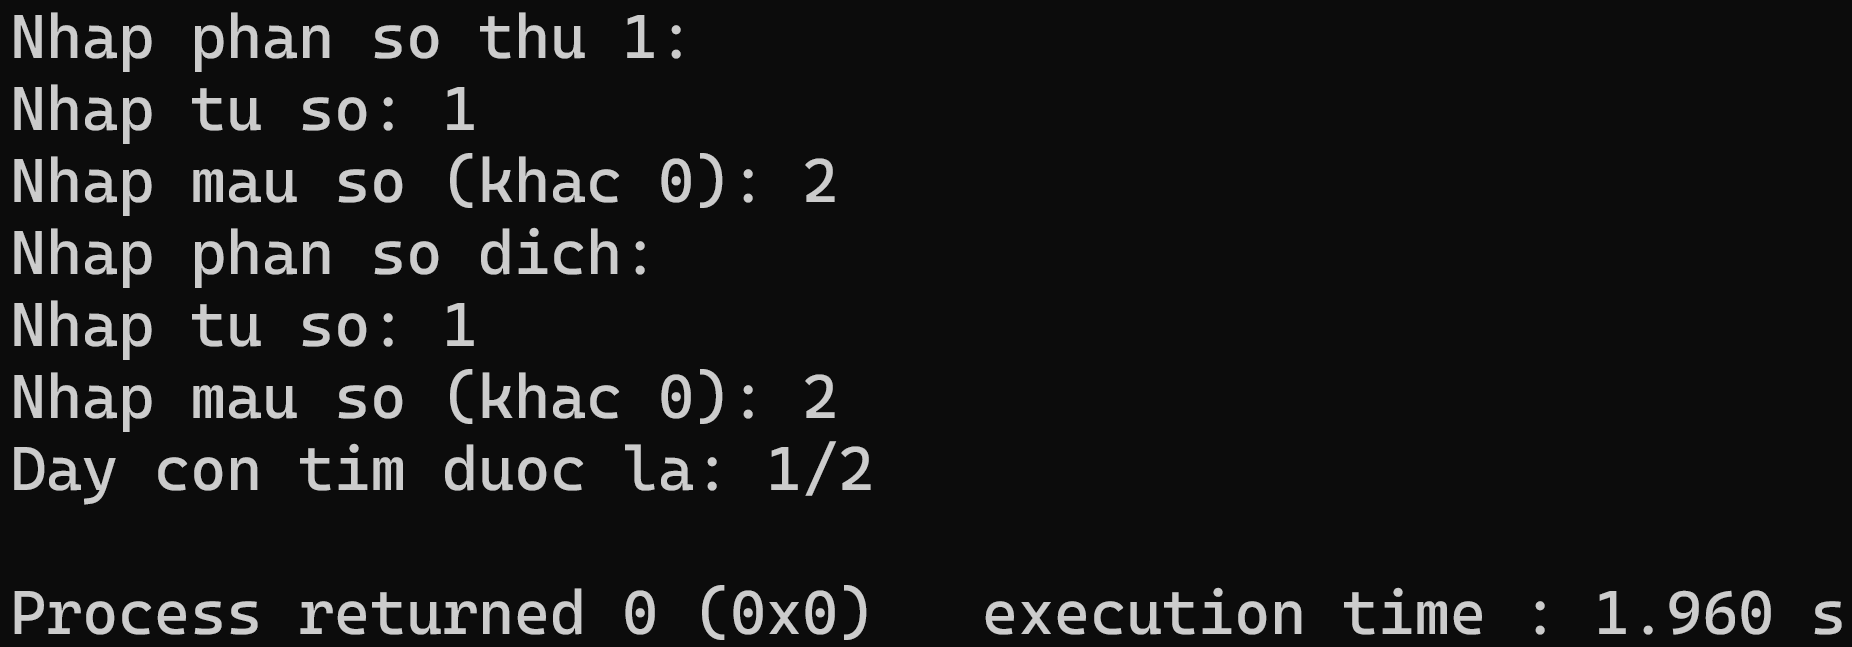 Nhap phan so thu 1:
Nhap tu so: 1
Nhap mau so (khac 0): 2
Nhap phan so dich:
Nhap tu so: 1
Nhap mau so (khac 0): 2
Day con tim duoc la: 1/2
Process returned 0 (0x0)   execution time : 1.960 s